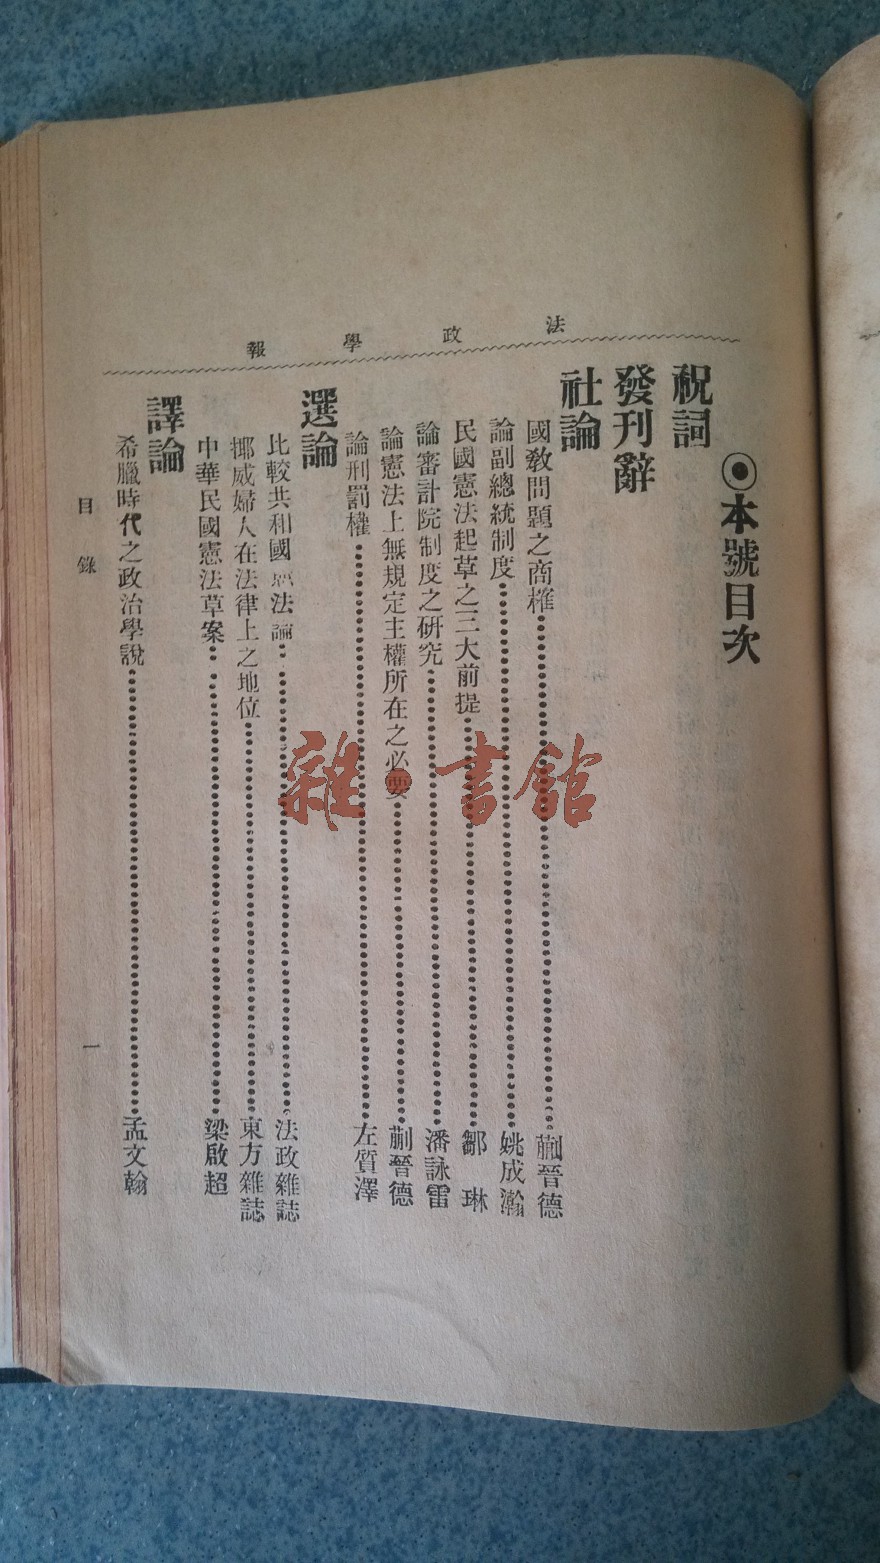 法政學報
◉本號目次
祝詞
發刊辭
社論
國教問題之商榷 蒯晉德
論副總統制度 姚成瀚
民國憲法起草之三大前提 鄒琳
論審計院制度之研究 潘詠雷
論憲法上無規定主權所在之必要 蒯晉德
論刑罰權 左質澤
選論
比較共和國憲法論 法政雜誌
挪威婦人在法律上之地位 東方雜誌
中華民國憲法草案 梁啟超
譯論
希臘時代之政治學說 孟文翰
目錄
一
雜·書館